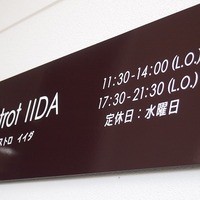 trot IIDA
ストロ イイダ
11:30-14:00 (L.O.)
17:30-21:30 (L.O.)
定休日：水曜日